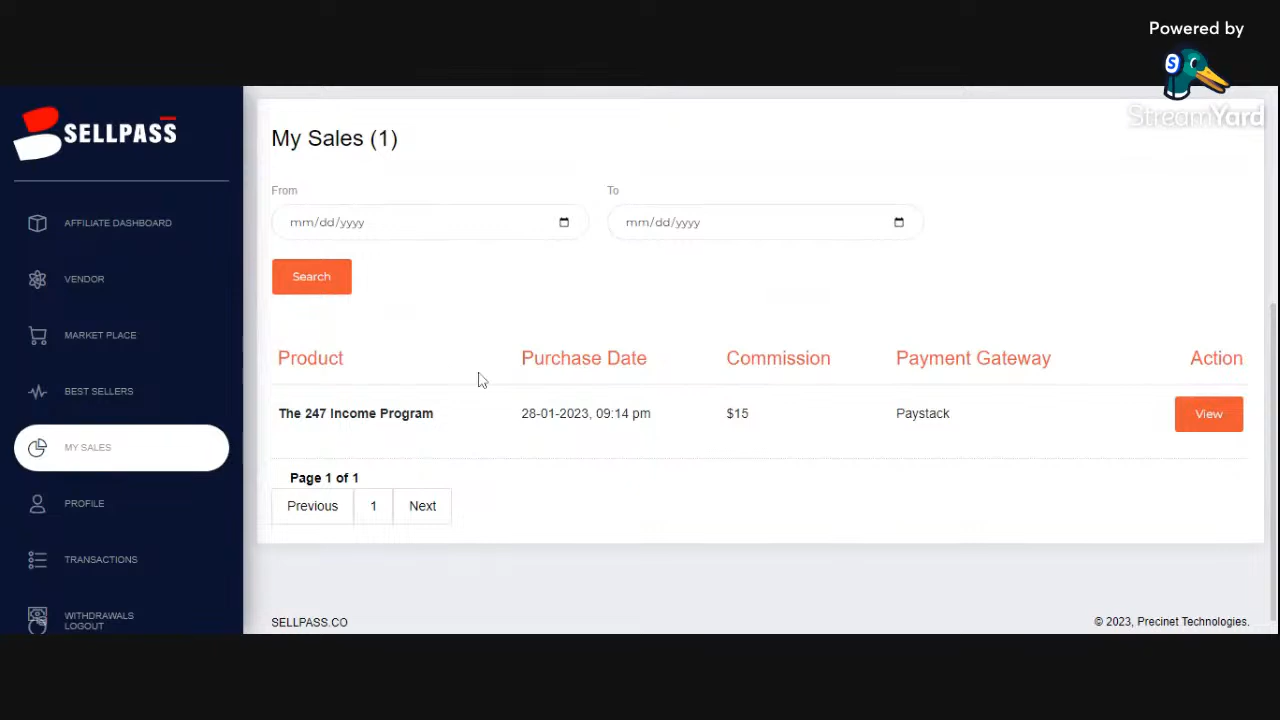 Powered by
S
StreamYard
SELLPASS
AFFILIATE DASHBOARD
VENDOR
MARKET PLACE
BEST SELLERS
MY SALES
PROFILE
TRANSACTIONS
WITHDRAWALS
LOGOUT
My Sales (1)
From To
mm/dd/yyyy mm/dd/yyyy
Search
Product Purchase Date Commission Payment Gateway Action
The 247 Income Program 28-01-2023, 09:14 pm $15 Paystack View
Page 1 of 1
Previous 1 Next
SELLPASS.CO © 2023, Precinet Technologies.